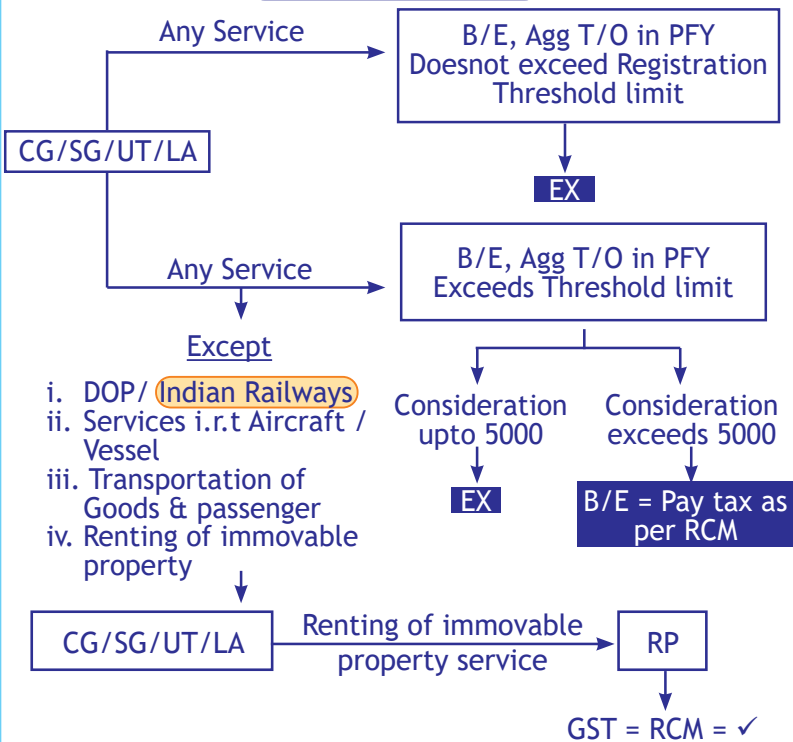 Any Service
B/E, Agg T/O in PFY
Doesnot exceed Registration
Threshold limit
CG/SG/UT/LA
EX
Any Service
B/E, Agg T/O in PFY
Exceeds Threshold limit
Except
i. DOP/ Indian Railways
ii. Services i.r.t Aircraft /
Vessel
iii. Transportation of
Goods & passenger
iv. Renting of immovable
property
Consideration
upto 5000
EX
Consideration
exceeds 5000
B/E = Pay tax as
per RCM
CG/SG/UT/LA
Renting of immovable
property service
RP
GST = RCM = ✓